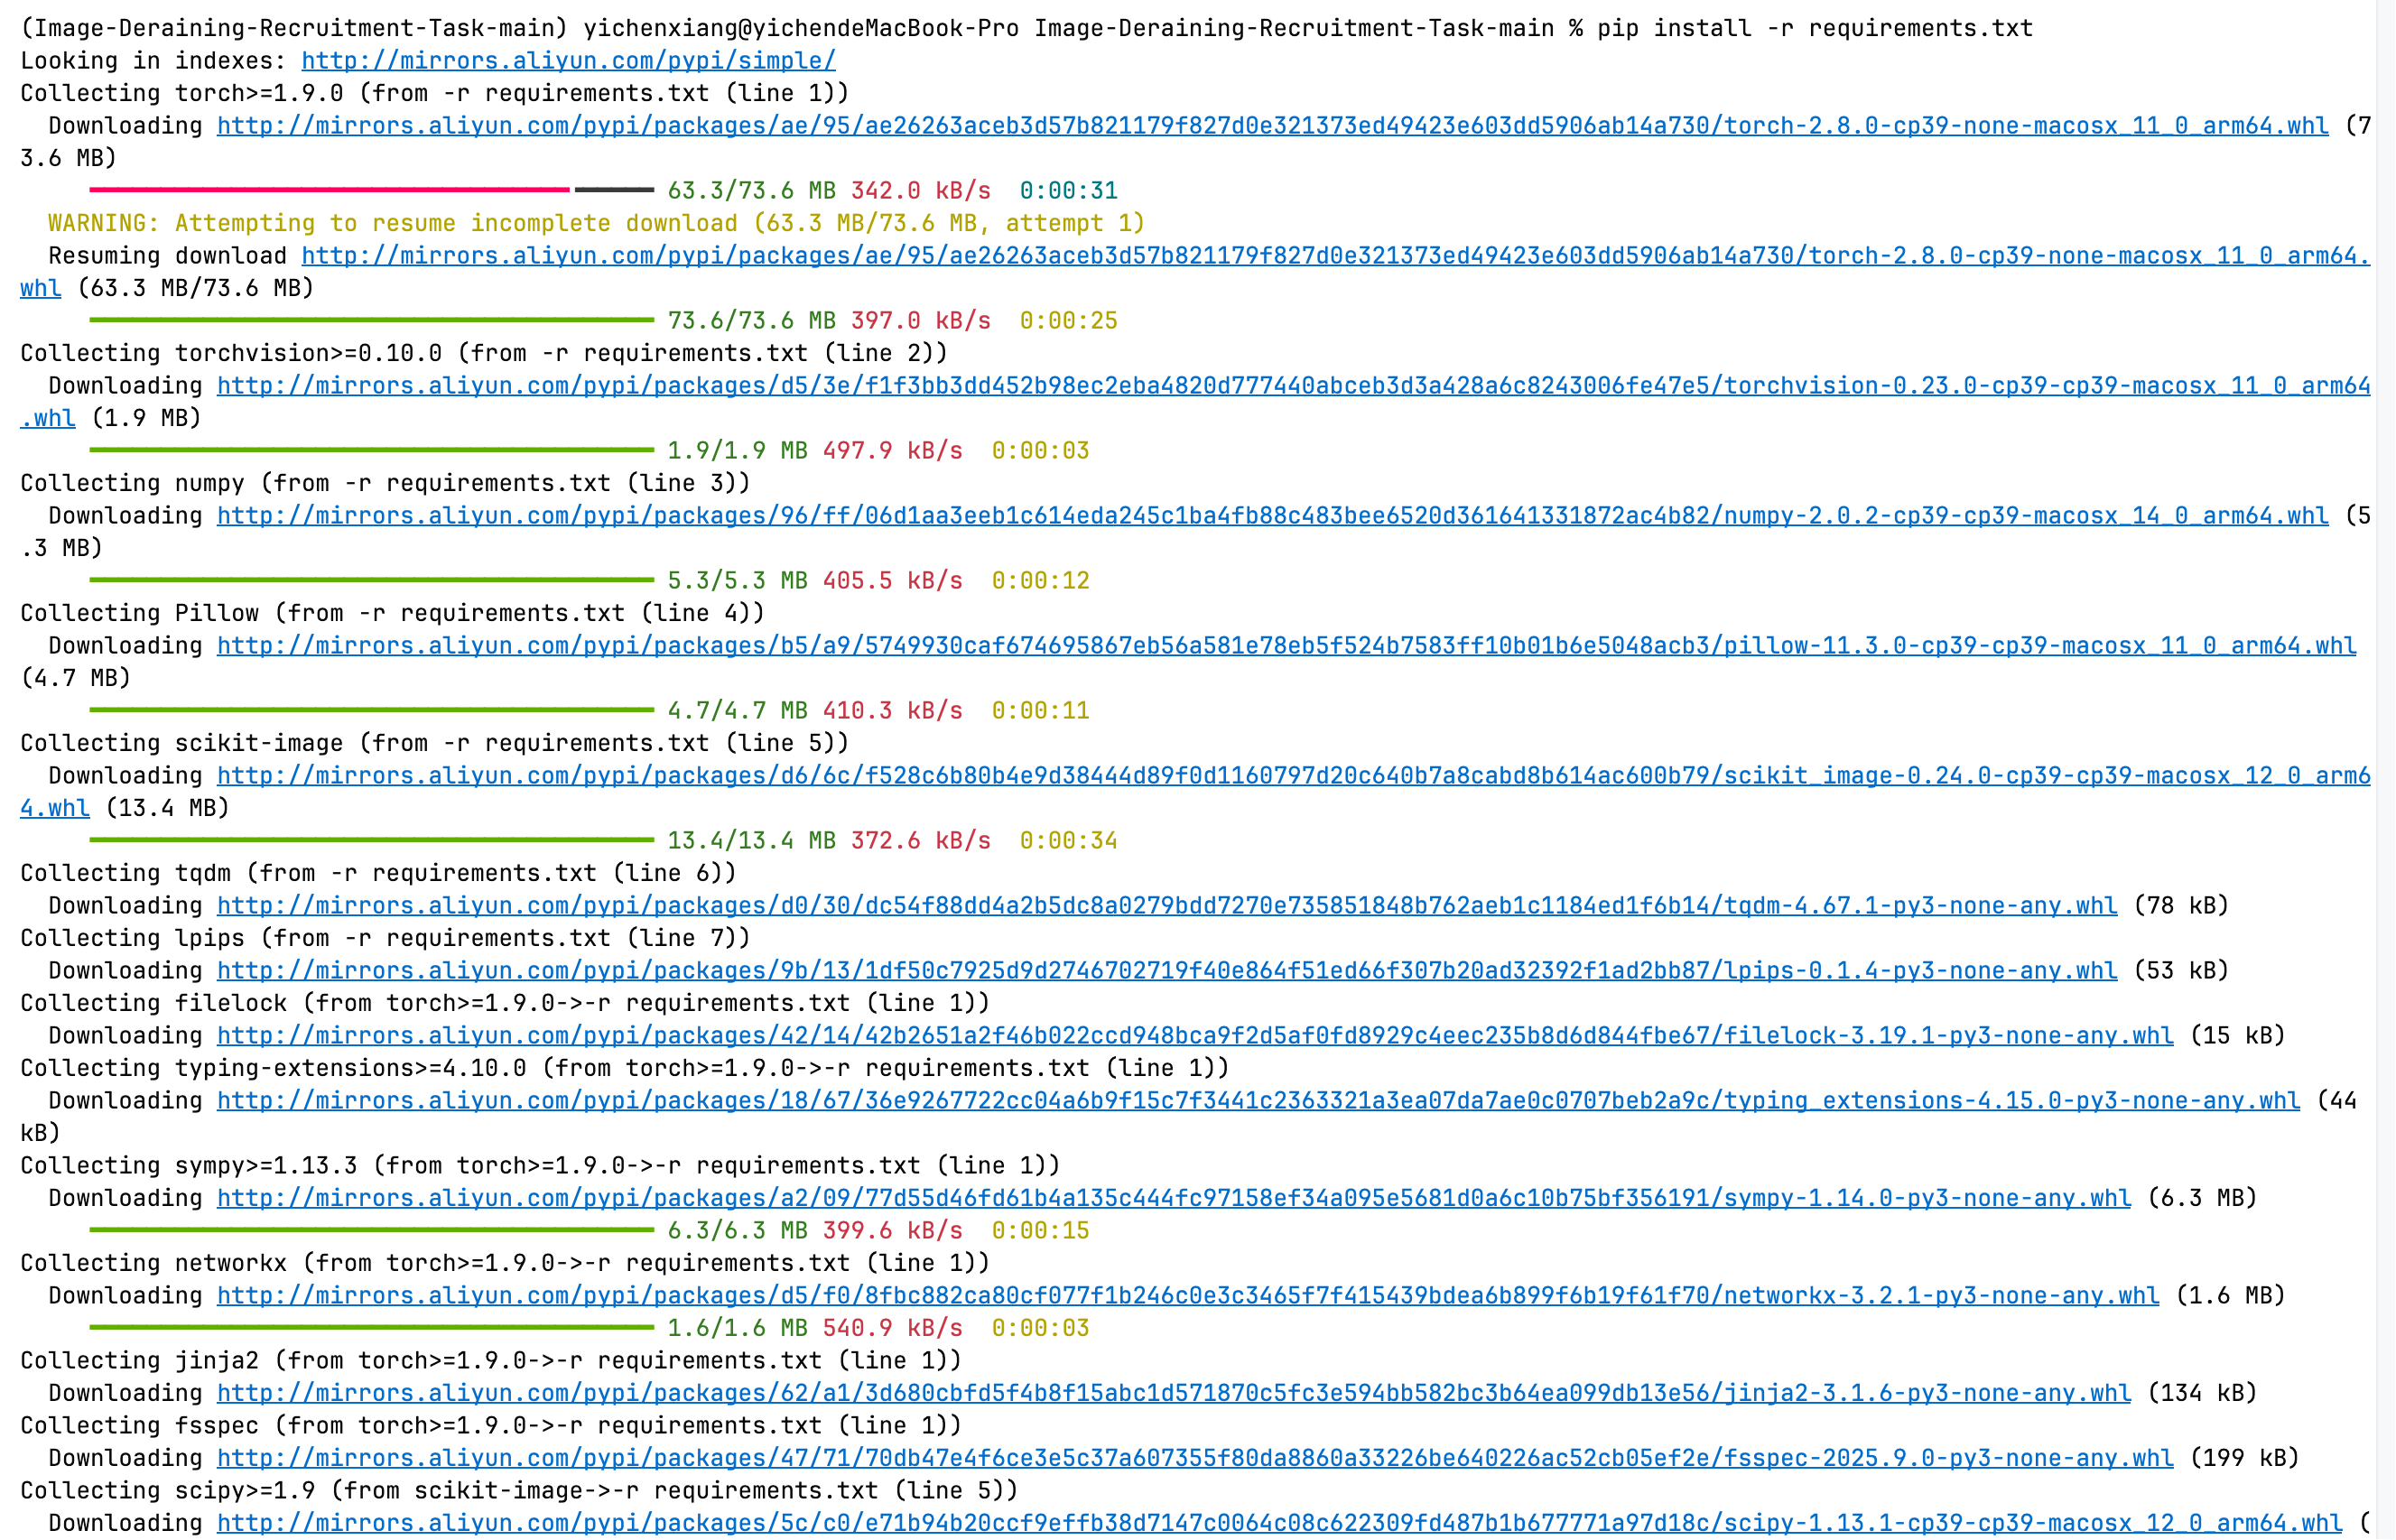 (Image-Deraining-Recruitment-Task-main) yichenxiang@yichendeMacBook-Pro Image-Deraining-Recruitment-Task-main % pip install -r requirements.txt
Looking in indexes: http://mirrors.aliyun.com/pypi/simple/
Collecting torch>=1.9.0 (from -r requirements.txt (line 1))
  Downloading http://mirrors.aliyun.com/pypi/packages/ae/95/ae26263aceb3d57b821179f827d0e321373ed49423e603dd5906ab14a730/torch-2.8.0-cp39-none-macosx_11_0_arm64.whl (7
3.6 MB)
63.3/73.6 MB 342.0 kB/s  0:00:31
  WARNING: Attempting to resume incomplete download (63.3 MB/73.6 MB, attempt 1)
  Resuming download http://mirrors.aliyun.com/pypi/packages/ae/95/ae26263aceb3d57b821179f827d0e321373ed49423e603dd5906ab14a730/torch-2.8.0-cp39-none-macosx_11_0_arm64.
whl (63.3 MB/73.6 MB)
73.6/73.6 MB 397.0 kB/s  0:00:25
Collecting torchvision>=0.10.0 (from -r requirements.txt (line 2))
  Downloading http://mirrors.aliyun.com/pypi/packages/d5/3e/f1f3bb3dd452b98ec2eba4820d777440abceb3d3a428a6c8243006fe47e5/torchvision-0.23.0-cp39-cp39-macosx_11_0_arm64
.whl (1.9 MB)
1.9/1.9 MB 497.9 kB/s  0:00:03
Collecting numpy (from -r requirements.txt (line 3))
  Downloading http://mirrors.aliyun.com/pypi/packages/96/ff/06d1aa3eeb1c614eda245c1ba4fb88c483bee6520d361641331872ac4b82/numpy-2.0.2-cp39-cp39-macosx_14_0_arm64.whl (5
.3 MB)
5.3/5.3 MB 405.5 kB/s  0:00:12
Collecting Pillow (from -r requirements.txt (line 4))
  Downloading http://mirrors.aliyun.com/pypi/packages/b5/a9/5749930caf674695867eb56a581e78eb5f524b7583ff10b01b6e5048acb3/pillow-11.3.0-cp39-cp39-macosx_11_0_arm64.whl
(4.7 MB)
4.7/4.7 MB 410.3 kB/s  0:00:11
Collecting scikit-image (from -r requirements.txt (line 5))
  Downloading http://mirrors.aliyun.com/pypi/packages/d6/6c/f528c6b80b4e9d38444d89f0d1160797d20c640b7a8cabd8b614ac600b79/scikit_image-0.24.0-cp39-cp39-macosx_12_0_arm6
4.whl (13.4 MB)
13.4/13.4 MB 372.6 kB/s  0:00:34
Collecting tqdm (from -r requirements.txt (line 6))
  Downloading http://mirrors.aliyun.com/pypi/packages/d0/30/dc54f88dd4a2b5dc8a0279bdd7270e735851848b762aeb1c1184ed1f6b14/tqdm-4.67.1-py3-none-any.whl (78 kB)
Collecting lpips (from -r requirements.txt (line 7))
  Downloading http://mirrors.aliyun.com/pypi/packages/9b/13/1df50c7925d9d2746702719f40e864f51ed66f307b20ad32392f1ad2bb87/lpips-0.1.4-py3-none-any.whl (53 kB)
Collecting filelock (from torch>=1.9.0->-r requirements.txt (line 1))
  Downloading http://mirrors.aliyun.com/pypi/packages/42/14/42b2651a2f46b022ccd948bca9f2d5af0fd8929c4eec235b8d6d844fbe67/filelock-3.19.1-py3-none-any.whl (15 kB)
Collecting typing-extensions>=4.10.0 (from torch>=1.9.0->-r requirements.txt (line 1))
  Downloading http://mirrors.aliyun.com/pypi/packages/18/67/36e9267722cc04a6b9f15c7f3441c2363321a3ea07da7ae0c0707beb2a9c/typing_extensions-4.15.0-py3-none-any.whl (44
kB)
Collecting sympy>=1.13.3 (from torch>=1.9.0->-r requirements.txt (line 1))
  Downloading http://mirrors.aliyun.com/pypi/packages/a2/09/77d55d46fd61b4a135c444fc97158ef34a095e5681d0a6c10b75bf356191/sympy-1.14.0-py3-none-any.whl (6.3 MB)
6.3/6.3 MB 399.6 kB/s  0:00:15
Collecting networkx (from torch>=1.9.0->-r requirements.txt (line 1))
  Downloading http://mirrors.aliyun.com/pypi/packages/d5/f0/8fbc882ca80cf077f1b246c0e3c3465f7f415439bdea6b899f6b19f61f70/networkx-3.2.1-py3-none-any.whl (1.6 MB)
1.6/1.6 MB 540.9 kB/s  0:00:03
Collecting jinja2 (from torch>=1.9.0->-r requirements.txt (line 1))
  Downloading http://mirrors.aliyun.com/pypi/packages/62/a1/3d680cbfd5f4b8f15abc1d571870c5fc3e594bb582bc3b64ea099db13e56/jinja2-3.1.6-py3-none-any.whl (134 kB)
Collecting fsspec (from torch>=1.9.0->-r requirements.txt (line 1))
  Downloading http://mirrors.aliyun.com/pypi/packages/47/71/70db47e4f6ce3e5c37a607355f80da8860a33226be640226ac52cb05ef2e/fsspec-2025.9.0-py3-none-any.whl (199 kB)
Collecting scipy>=1.9 (from scikit-image->-r requirements.txt (line 5))
  Downloading http://mirrors.aliyun.com/pypi/packages/5c/c0/e71b94b20ccf9effb38d7147c0064c08c622309fd487b1b677771a97d18c/scipy-1.13.1-cp39-cp39-macosx_12_0_arm64.whl (